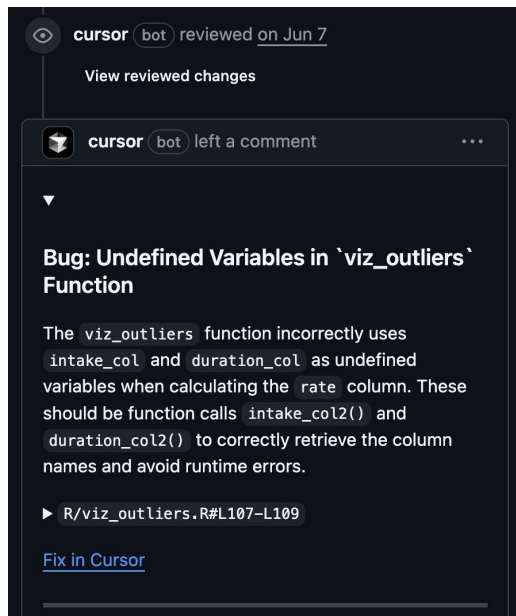 cursor bot reviewed on Jun 7
View reviewed changes
cursor bot left a comment
Bug: Undefined Variables in `viz_outliers`
Function
The viz_outliers function incorrectly uses
intake_col and duration_col as undefined
variables when calculating the rate column. These
should be function calls intake_col2() and
duration_col2() to correctly retrieve the column
names and avoid runtime errors.
R/viz_outliers.R#L107-L109
Fix in Cursor